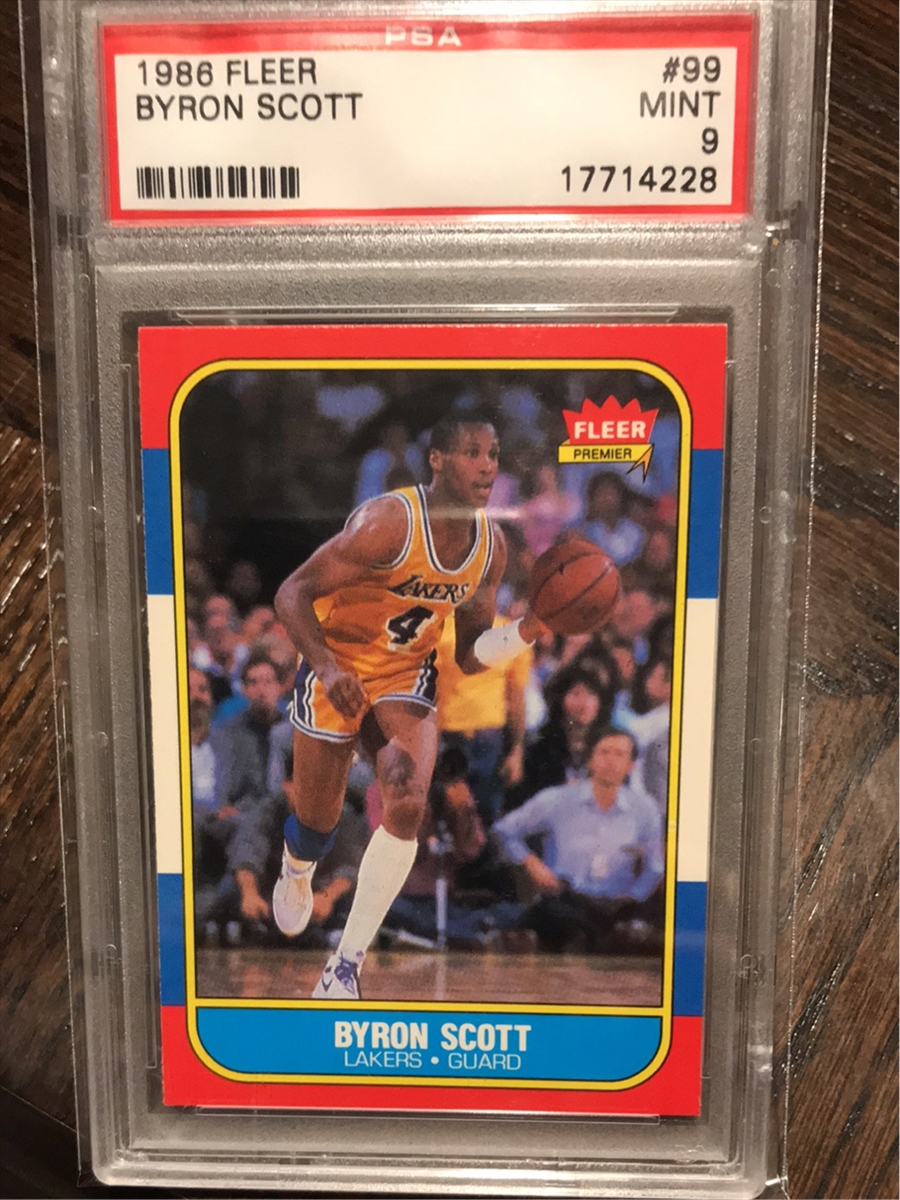 PSA
1986 FLEER #99
BYRON SCOTT MINT
9
17714228
FLEER
PREMIER
LAKERS
4
BYRON SCOTT
LAKERS • GUARD